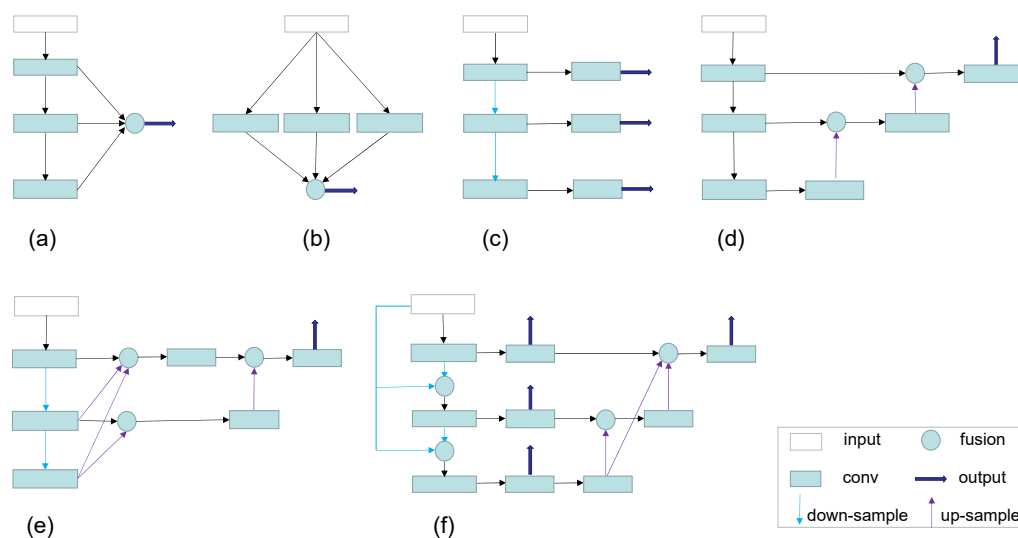 (a)
(b)
(c)
(d)
(e)
(f)
input
fusion
conv
output
down-sample
up-sample